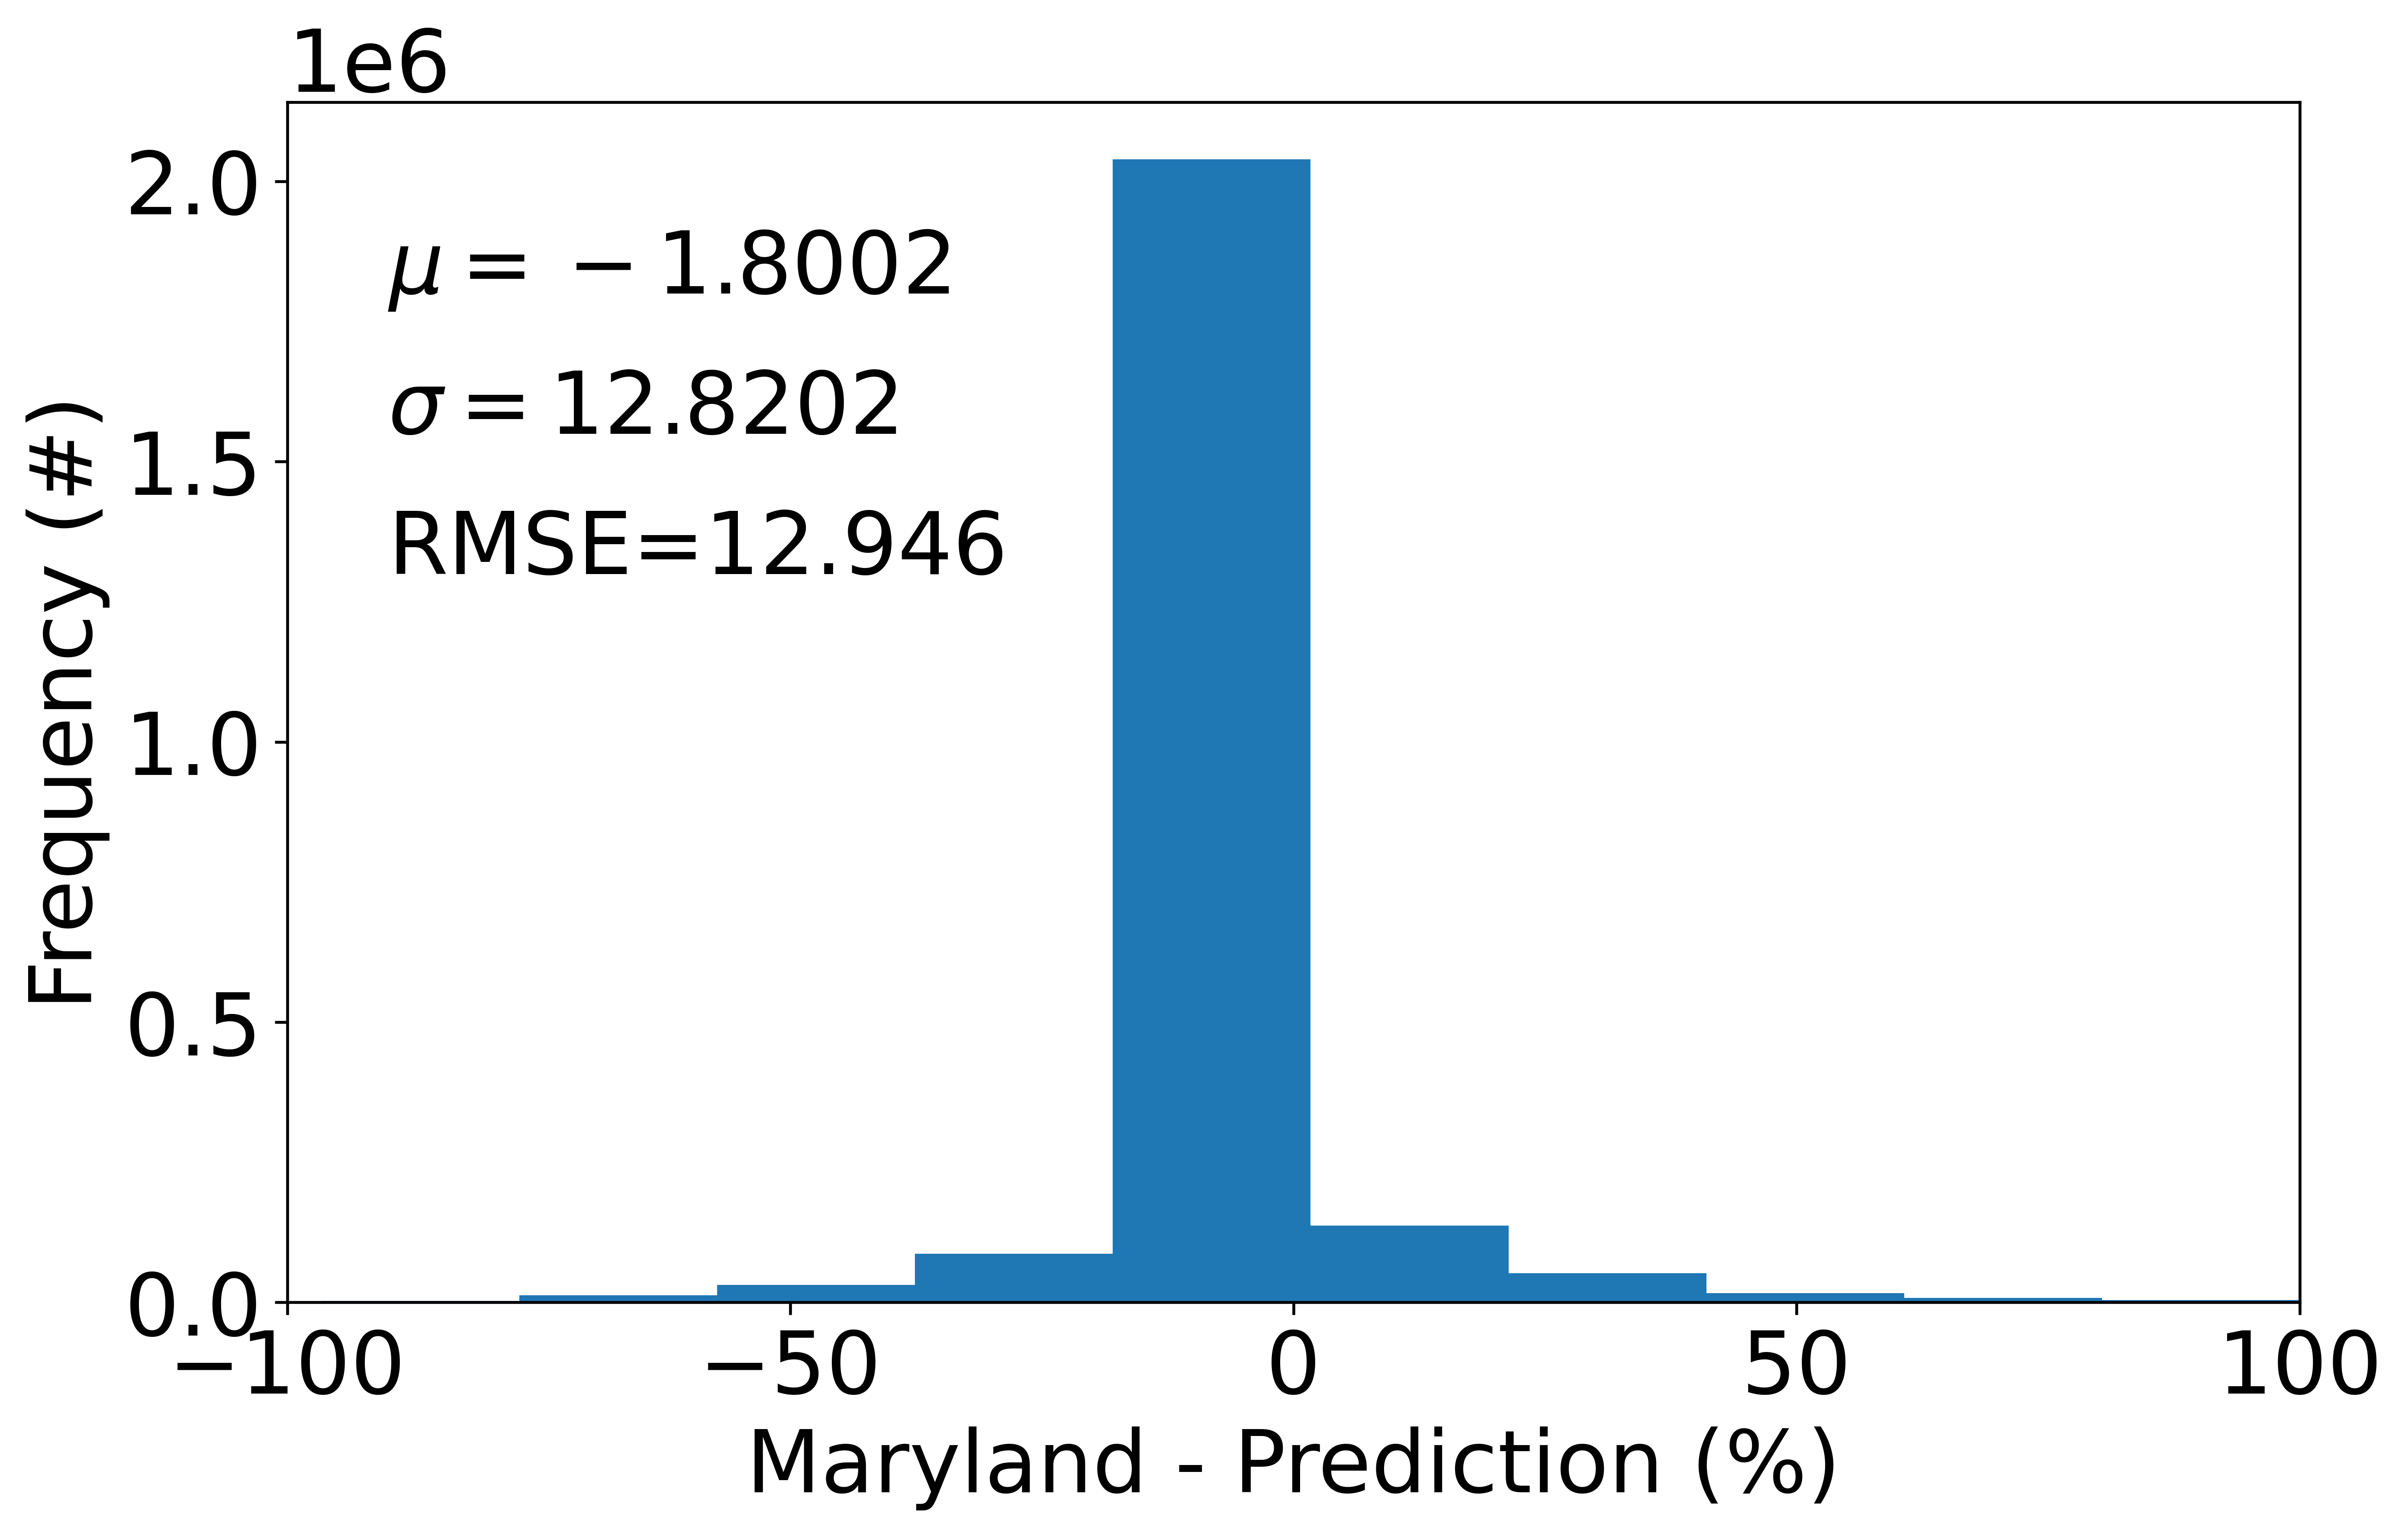 1e6
2.0
1.5
1.0
0.5
0.0
Frequency (#)
μ = −1.8002
σ = 12.8202
RMSE=12.946
−100 −50 0 50 100
Maryland - Prediction (%)